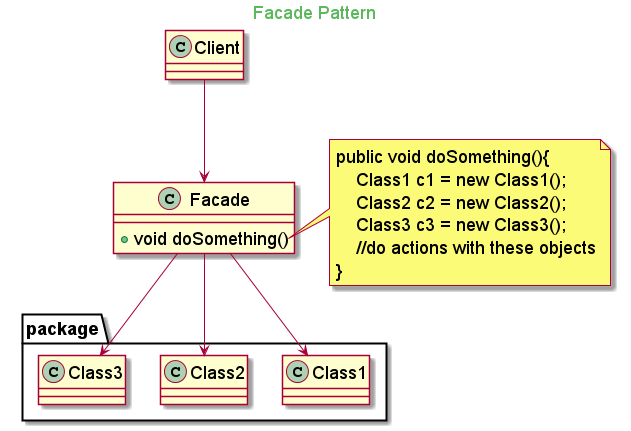 Facade Pattern
C Client
C Facade
void doSomething()
public void doSomething(){
Class1 c1 = new Class1();
Class2 c2 = new Class2();
Class3 c3 = new Class3();
//do actions with these objects
}
package
C Class3
C Class2
C Class1